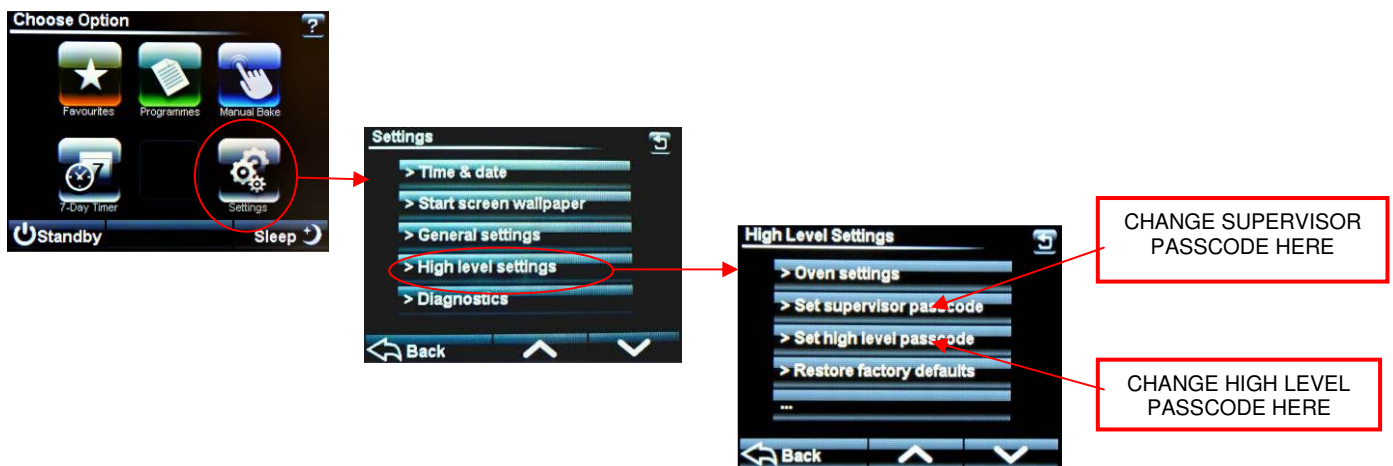 Choose Option
?
Favourites
Programmes
Manual Bake
7
7-Day Timer
Settings
Standby
Sleep
Settings
> Time & date
> Start screen wallpaper
> General settings
> High level settings
> Diagnostics
Back
High Level Settings
> Oven settings
> Set supervisor passcode
> Set high level passcode
> Restore factory defaults
...
Back
CHANGE SUPERVISOR
PASSCODE HERE
CHANGE HIGH LEVEL
PASSCODE HERE